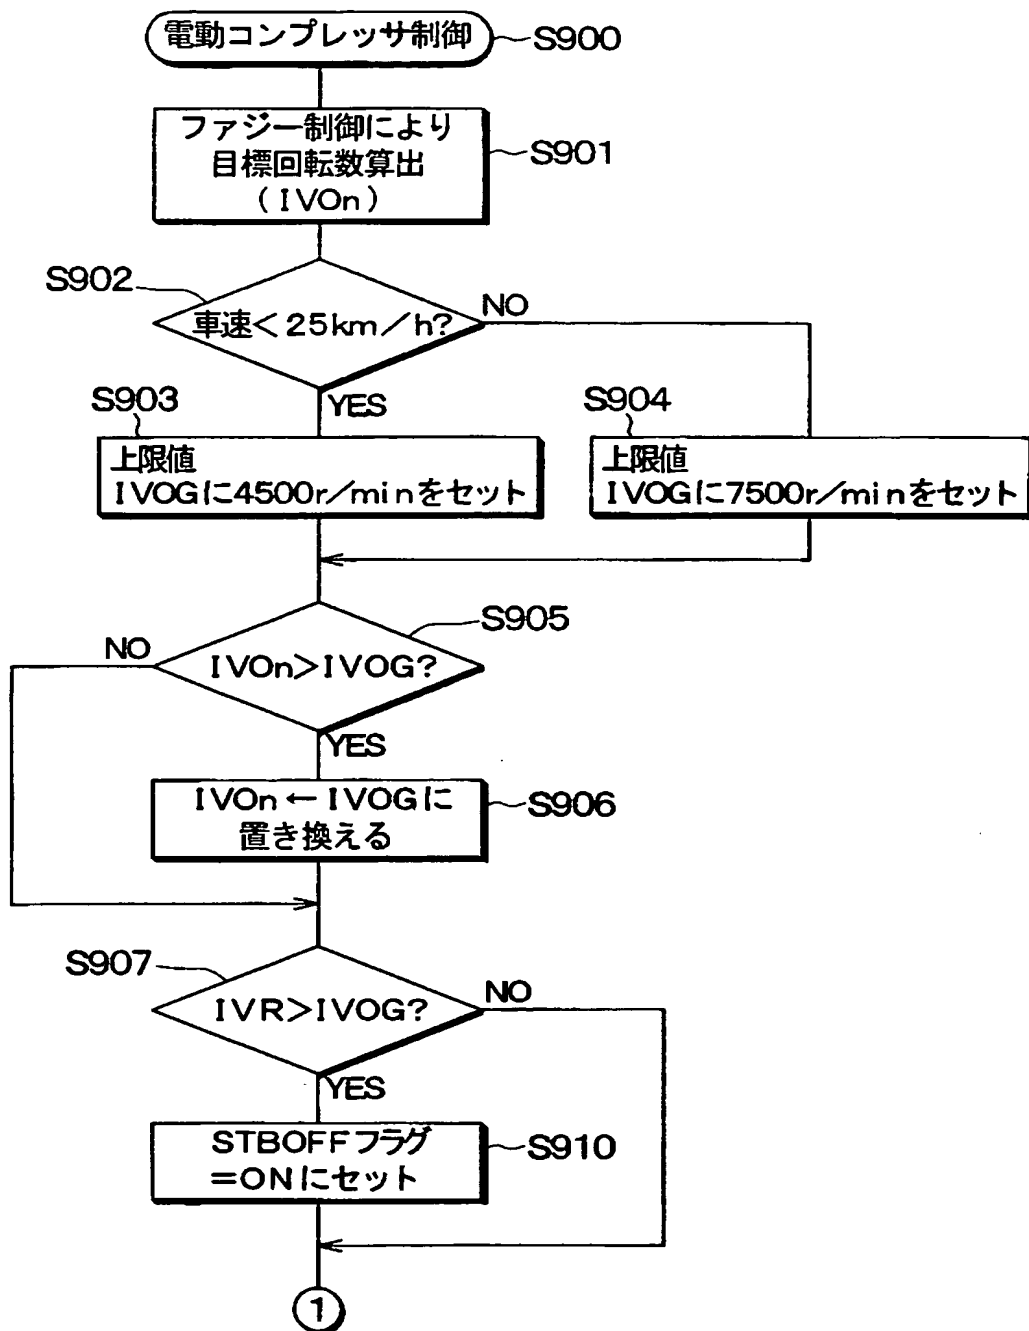 電動コンプレッサ制御
S900
ファジー制御により
目標回転数算出
(IVOn)
S901
S902
車速<25km/h?
NO
YES
S903
上限値
IVOGに4500r/minをセット
S904
上限値
IVOGに7500r/minをセット
S905
NO
IVOn>IVOG?
YES
IVOn←IVOGに
置き換える
S906
S907
IVR>IVOG?
NO
YES
STBOFFフラグ
=ONにセット
S910
1